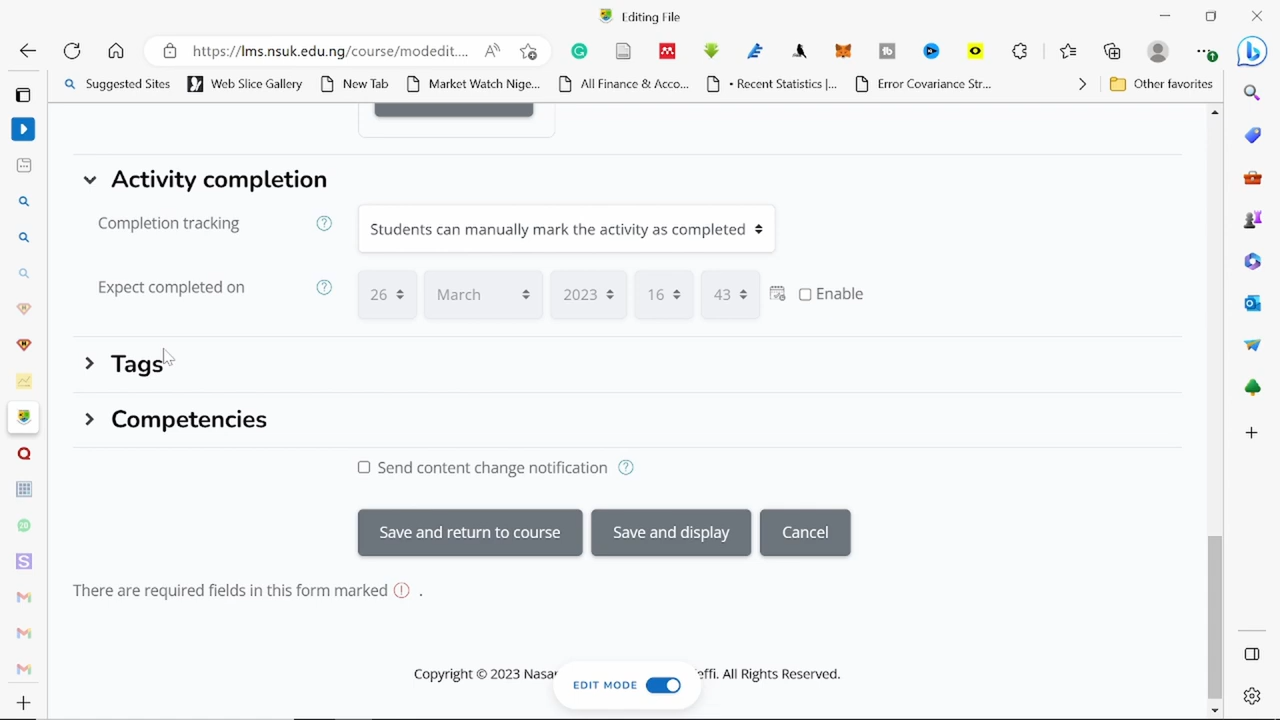 Editing File
https://lms.nsuk.edu.ng/course/modedit....
Suggested Sites
Web Slice Gallery
New Tab
Market Watch Nige...
All Finance & Acco...
• Recent Statistics |...
Error Covariance Str...
Other favorites
Activity completion
Completion tracking
Students can manually mark the activity as completed
Expect completed on
26 March 2023 16 43 Enable
Tags
Competencies
Send content change notification
Save and return to course
Save and display
Cancel
There are required fields in this form marked .
Copyright © 2023 Nasar effi. All Rights Reserved.
EDIT MODE